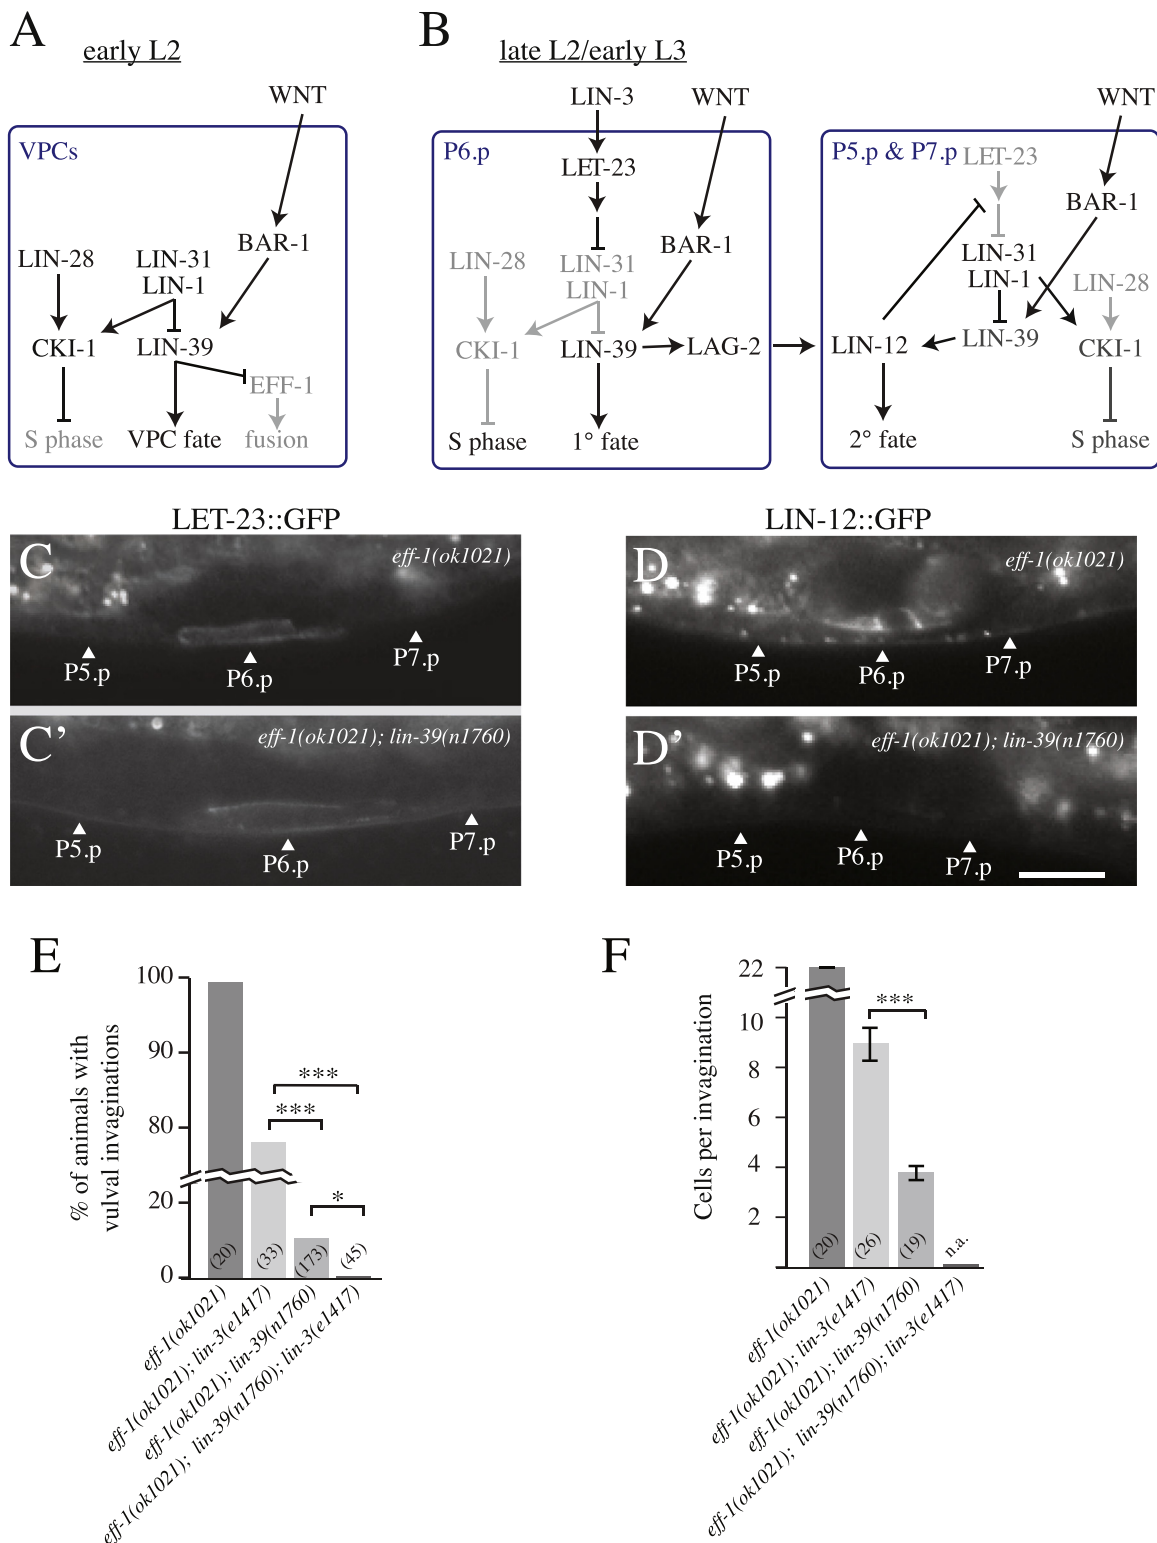 A
early L2
WNT
VPCs
BAR-1
LIN-28
LIN-31
LIN-1
CKI-1
LIN-39
EFF-1
S phase
VPC fate
fusion
B
late L2/early L3
LIN-3
WNT
P6.p
LET-23
BAR-1
LIN-28
LIN-31
LIN-1
CKI-1
LIN-39
LAG-2
S phase
1° fate
WNT
P5.p & P7.p
LET-23
BAR-1
LIN-31
LIN-1
LIN-28
LIN-12
LIN-39
CKI-1
2° fate
S phase
LET-23::GFP
C
eff-1(ok1021)
P5.p
P6.p
P7.p
C'
eff-1(ok1021); lin-39(n1760)
P5.p
P6.p
P7.p
LIN-12::GFP
D
eff-1(ok1021)
P5.p
P6.p
P7.p
D'
eff-1(ok1021); lin-39(n1760)
P5.p
P6.p
P7.p
E
% of animals with
vulval invaginations
100
90
80
20
0
***
***
*
(20)
(33)
(173)
(45)
eff-1(ok1021)
eff-1(ok1021); lin-3(e1417)
eff-1(ok1021); lin-39(n1760)
eff-1(ok1021); lin-39(n1760); lin-3(e1417)
F
Cells per invagination
22
10
8
6
4
2
***
(20)
(26)
(19)
n.a.
eff-1(ok1021)
eff-1(ok1021); lin-3(e1417)
eff-1(ok1021); lin-39(n1760)
eff-1(ok1021); lin-39(n1760); lin-3(e1417)